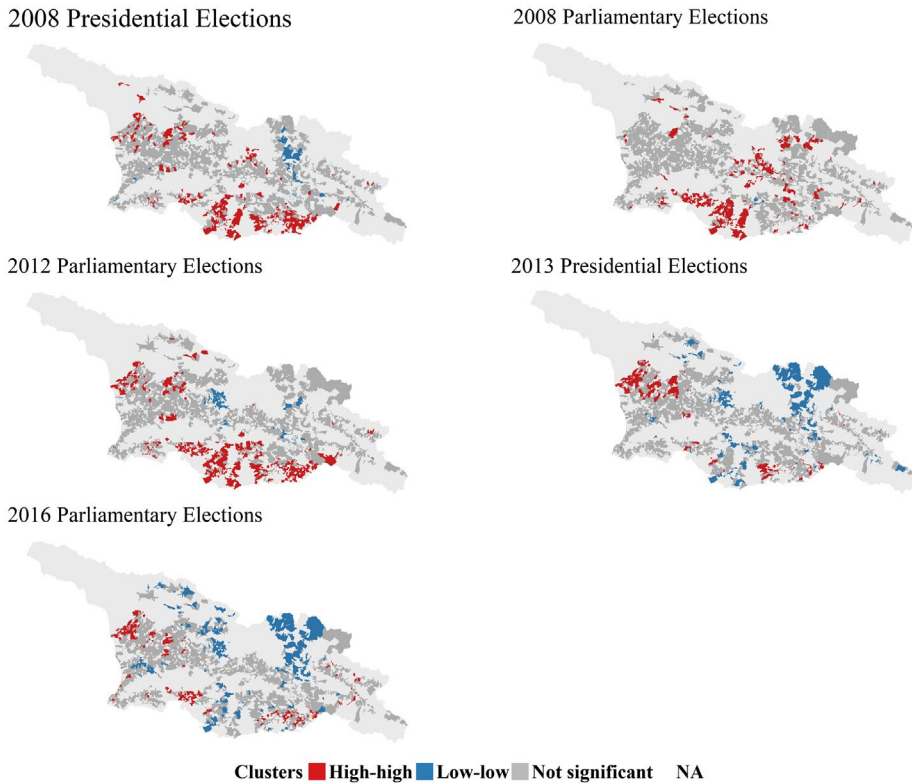 2008 Presidential Elections
2008 Parliamentary Elections
2012 Parliamentary Elections
2013 Presidential Elections
2016 Parliamentary Elections
Clusters High-high Low-low Not significant NA